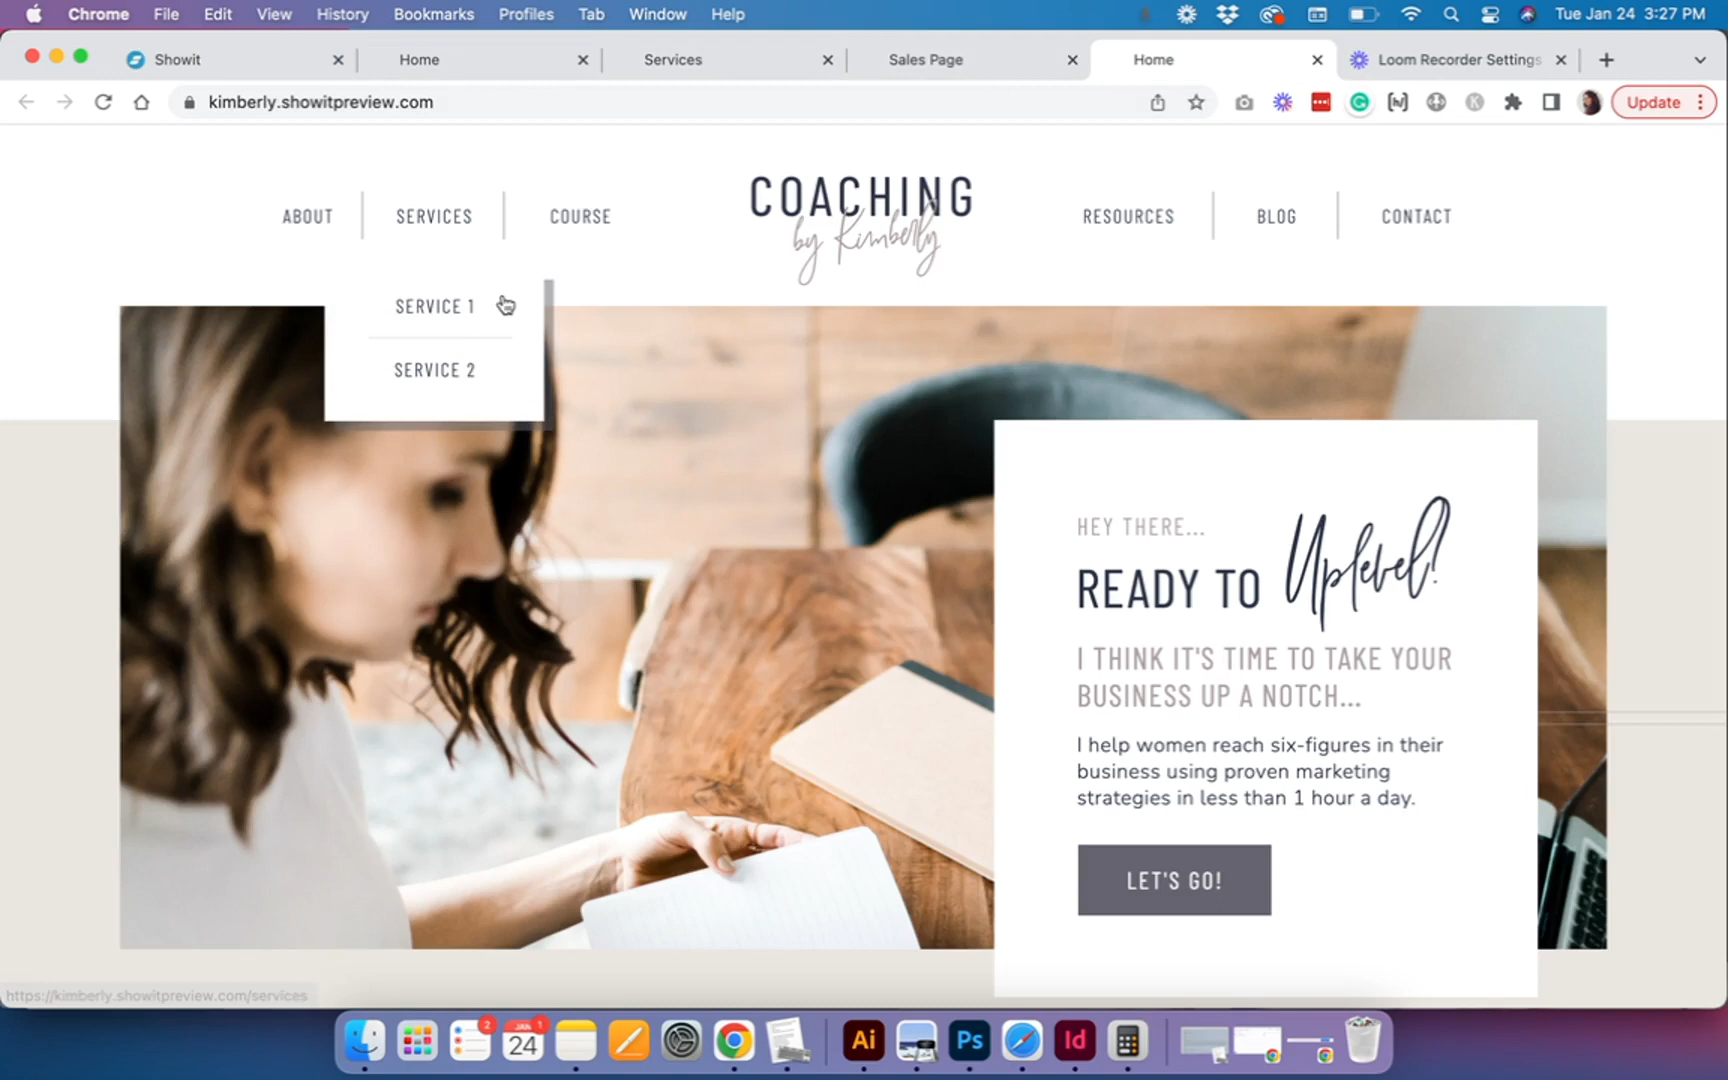 Chrome File Edit View History Bookmarks Profiles Tab Window Help Tue Jan 24 3:27 PM
Showit Home Services Sales Page Home Loom Recorder Settings
kimberly.showitpreview.com Update
ABOUT SERVICES COURSE COACHING RESOURCES BLOG CONTACT
by Kimberly
SERVICE 1
SERVICE 2
HEY THERE...
READY TO Uplevel?
I THINK IT'S TIME TO TAKE YOUR
BUSINESS UP A NOTCH...
I help women reach six-figures in their
business using proven marketing
strategies in less than 1 hour a day.
LET'S GO!
https://kimberly.showitpreview.com/services
2 JAN 1
24 Ai Ps Id